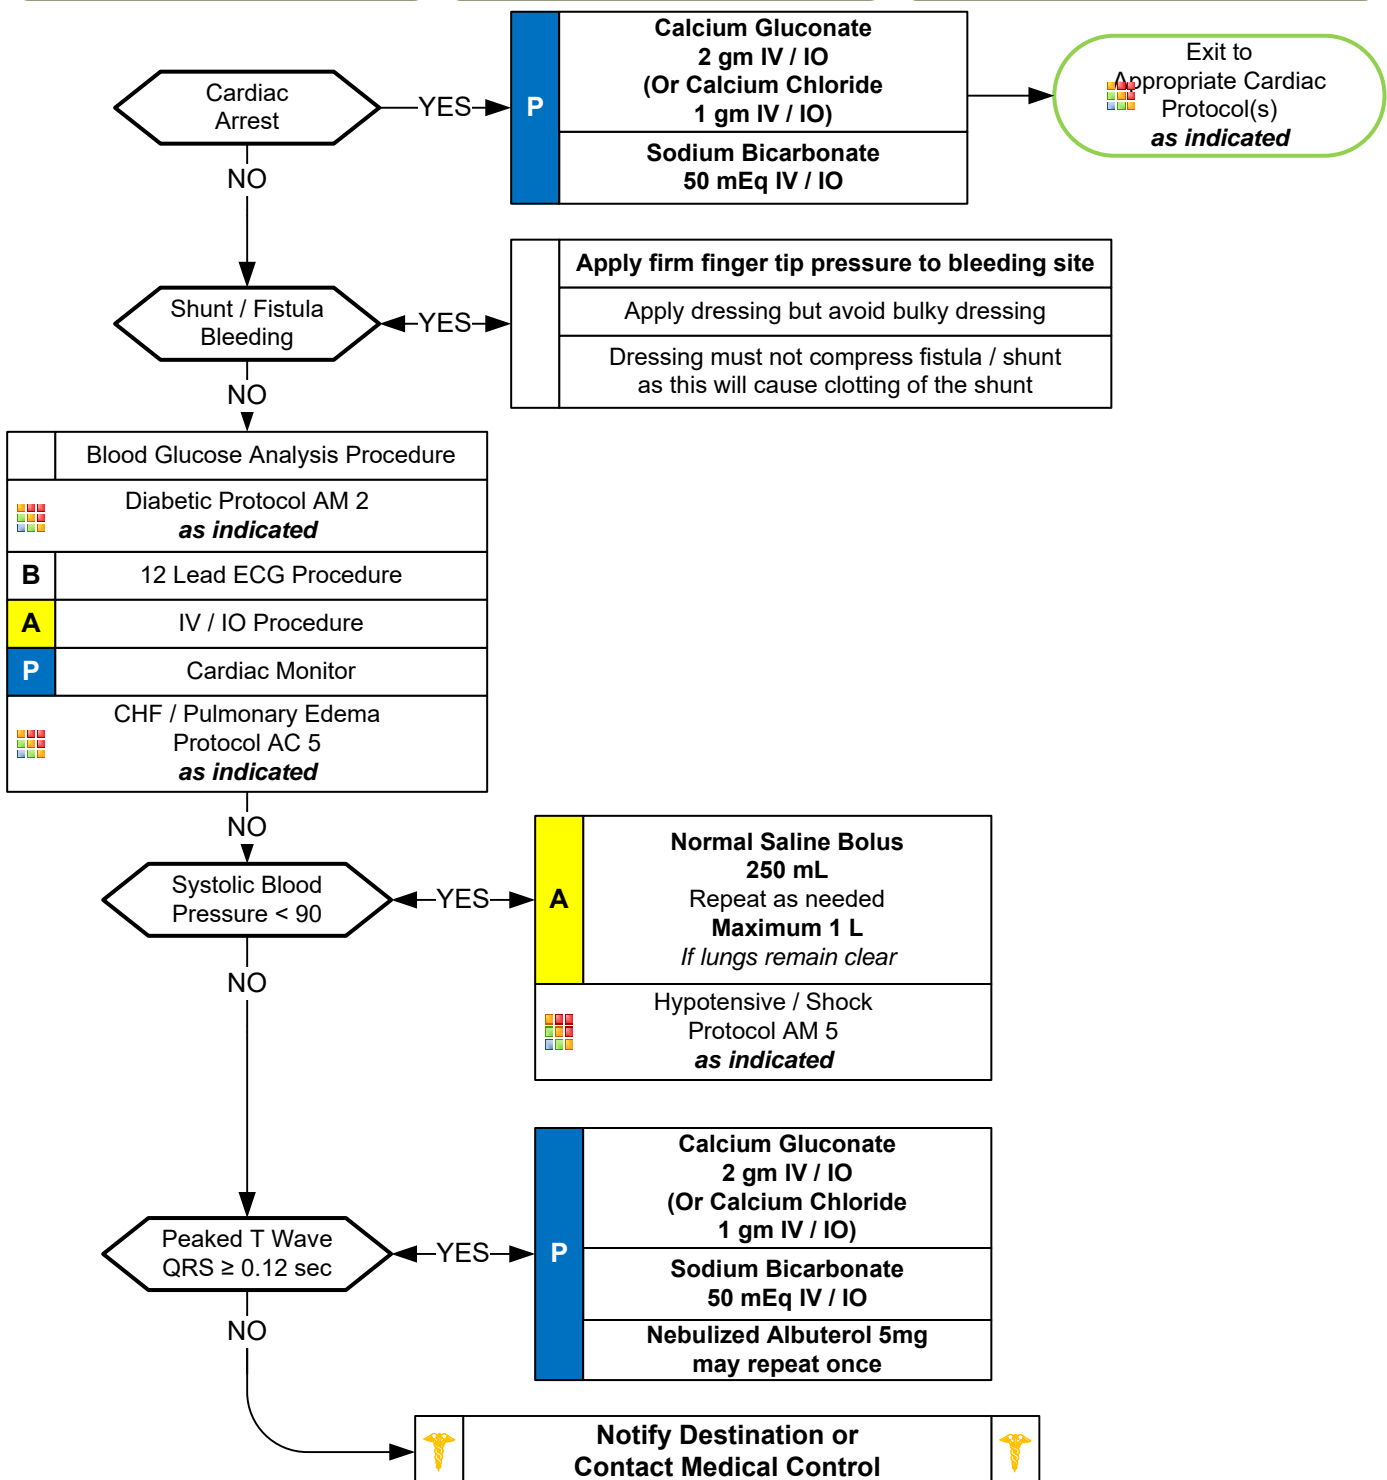 Cardiac
Arrest
YES
P
Calcium Gluconate
2 gm IV / IO
(Or Calcium Chloride
1 gm IV / IO)
Sodium Bicarbonate
50 mEq IV / IO
Exit to
Appropriate Cardiac
Protocol(s)
as indicated
NO
Shunt / Fistula
Bleeding
YES
Apply firm finger tip pressure to bleeding site
Apply dressing but avoid bulky dressing
Dressing must not compress fistula / shunt
as this will cause clotting of the shunt
NO
Blood Glucose Analysis Procedure
Diabetic Protocol AM 2
as indicated
B
12 Lead ECG Procedure
A
IV / IO Procedure
P
Cardiac Monitor
CHF / Pulmonary Edema
Protocol AC 5
as indicated
NO
Systolic Blood
Pressure < 90
YES
A
Normal Saline Bolus
250 mL
Repeat as needed
Maximum 1 L
If lungs remain clear
Hypotensive / Shock
Protocol AM 5
as indicated
NO
Peaked T Wave
QRS ≥ 0.12 sec
YES
P
Calcium Gluconate
2 gm IV / IO
(Or Calcium Chloride
1 gm IV / IO)
Sodium Bicarbonate
50 mEq IV / IO
Nebulized Albuterol 5mg
may repeat once
NO
Notify Destination or
Contact Medical Control